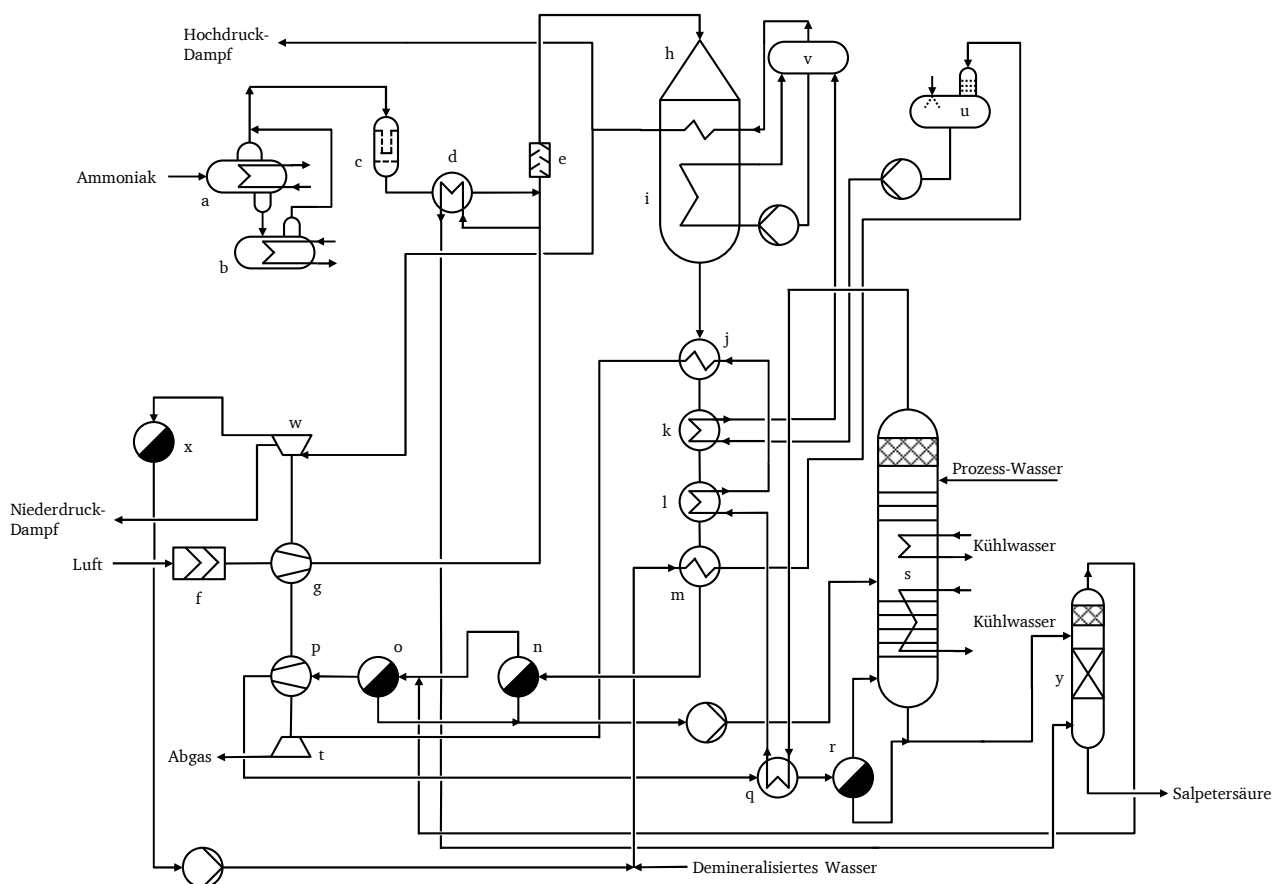 Hochdruck-
Dampf
h
v
u
c
d
e
Ammoniak
a
i
b
j
w
k
x
Prozess-Wasser
l
Niederdruck-
Dampf
Kühlwasser
Luft
s
f
g
m
Kühlwasser
p
o
n
y
r
Abgas
t
q
Salpetersäure
Demineralisiertes Wasser